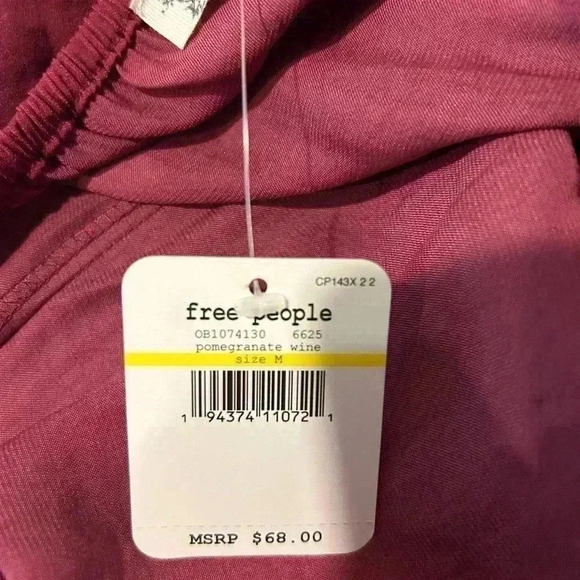 CP143X 2 2
free people
OB1074130 6625
pomegranate wine
size M
1 94374 11072 1
MSRP $68.00